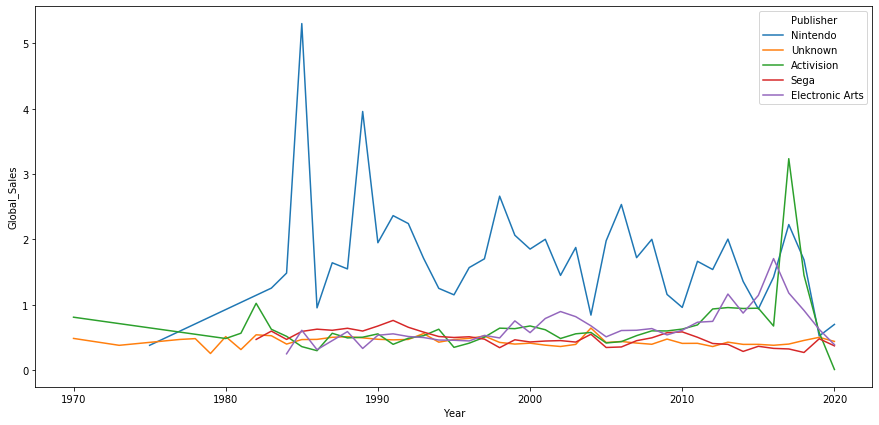 Publisher
Nintendo
Unknown
Activision
Sega
Electronic Arts
Global_Sales
5
4
3
2
1
0
1970 1980 1990 2000 2010 2020
Year